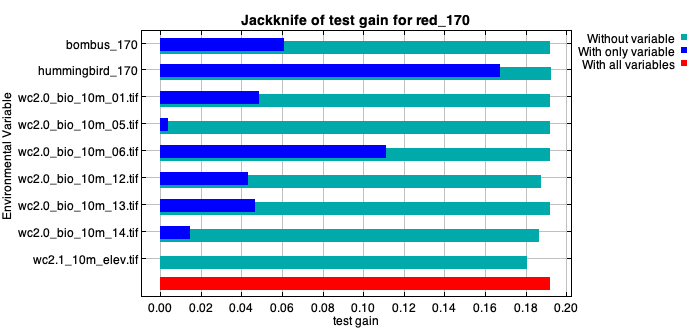 Jackknife of test gain for red_170
Without variable
With only variable
With all variables
Environmental Variable
bombus_170
hummingbird_170
wc2.0_bio_10m_01.tif
wc2.0_bio_10m_05.tif
wc2.0_bio_10m_06.tif
wc2.0_bio_10m_12.tif
wc2.0_bio_10m_13.tif
wc2.0_bio_10m_14.tif
wc2.1_10m_elev.tif
0.00 0.02 0.04 0.06 0.08 0.10 0.12 0.14 0.16 0.18 0.20
test gain